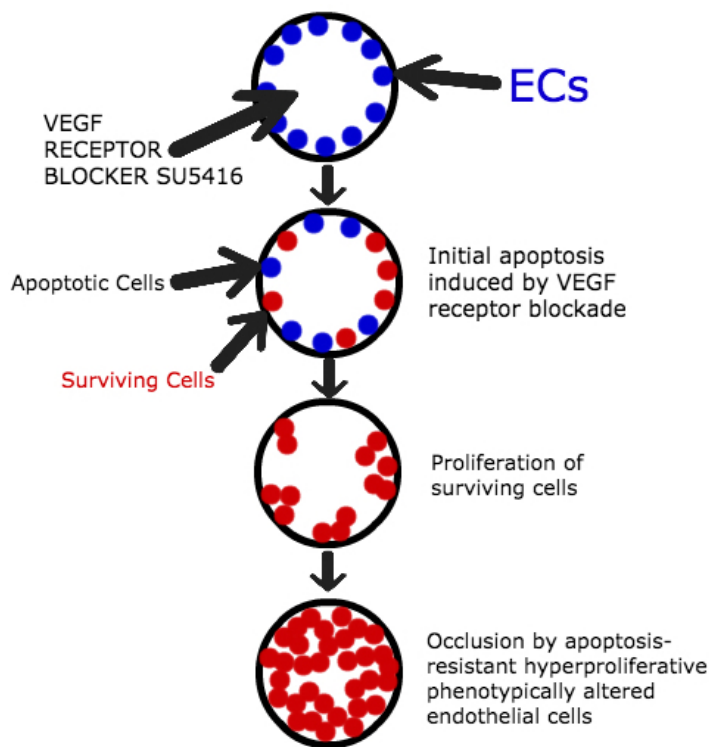 ECs
VEGF
RECEPTOR
BLOCKER SU5416
Apoptotic Cells
Initial apoptosis
induced by VEGF
receptor blockade
Surviving Cells
Proliferation of
surviving cells
Occlusion by apoptosis-
resistant hyperproliferative
phenotypically altered
endothelial cells